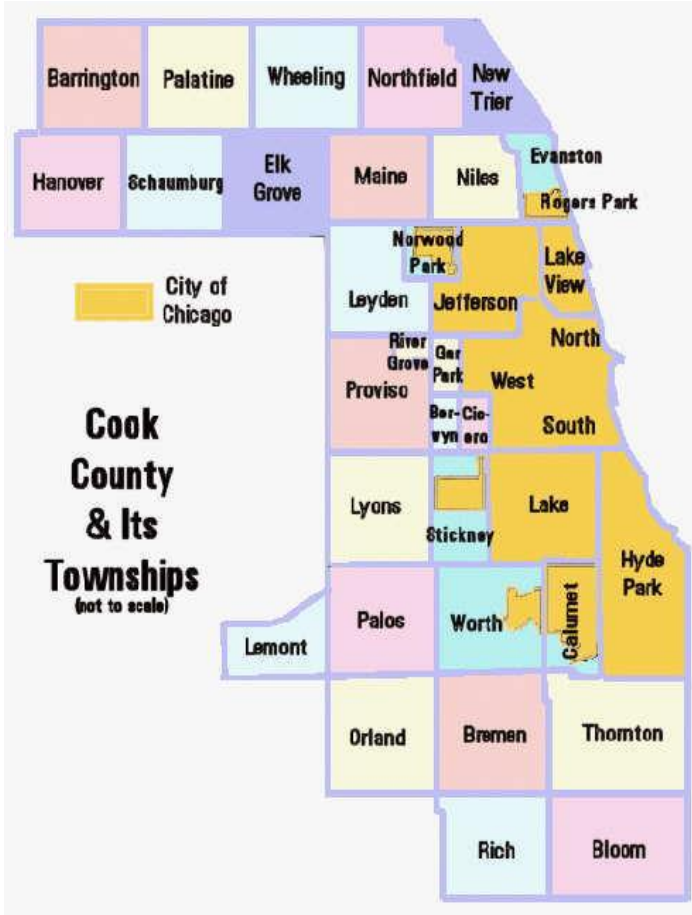 Barrington
Palatine
Wheeling
Northfield
New
Trier
Hanover
Schaumburg
Elk
Grove
Maine
Niles
Evanston
Rogers Park
Norwood
Park
Lake
View
City of
Chicago
Leyden
Jefferson
North
River
Grove
Gar
Park
West
Proviso
Ber-
wyn
Cic-
ero
South
Cook
County
& Its
Townships
(not to scale)
Lyons
Stickney
Lake
Hyde
Park
Lemont
Palos
Worth
Calumet
Orland
Bremen
Thornton
Rich
Bloom